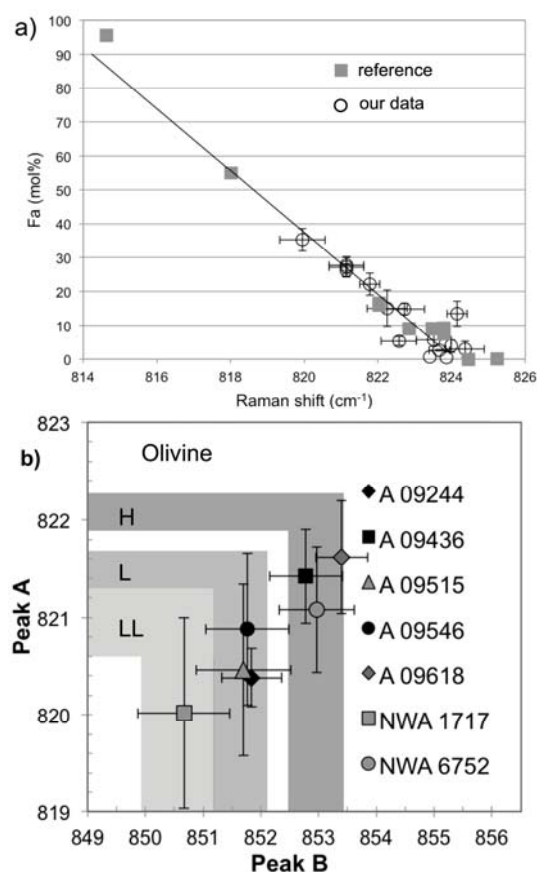 a)
100
90
80
70
60
50
40
30
20
10
0
Fa (mol%)
reference
our data
814 816 818 820 822 824 826
Raman shift (cm⁻¹)
b)
Olivine
823
822
821
820
819
Peak A
H
L
LL
A 09244
A 09436
A 09515
A 09546
A 09618
NWA 1717
NWA 6752
849 850 851 852 853 854 855 856
Peak B